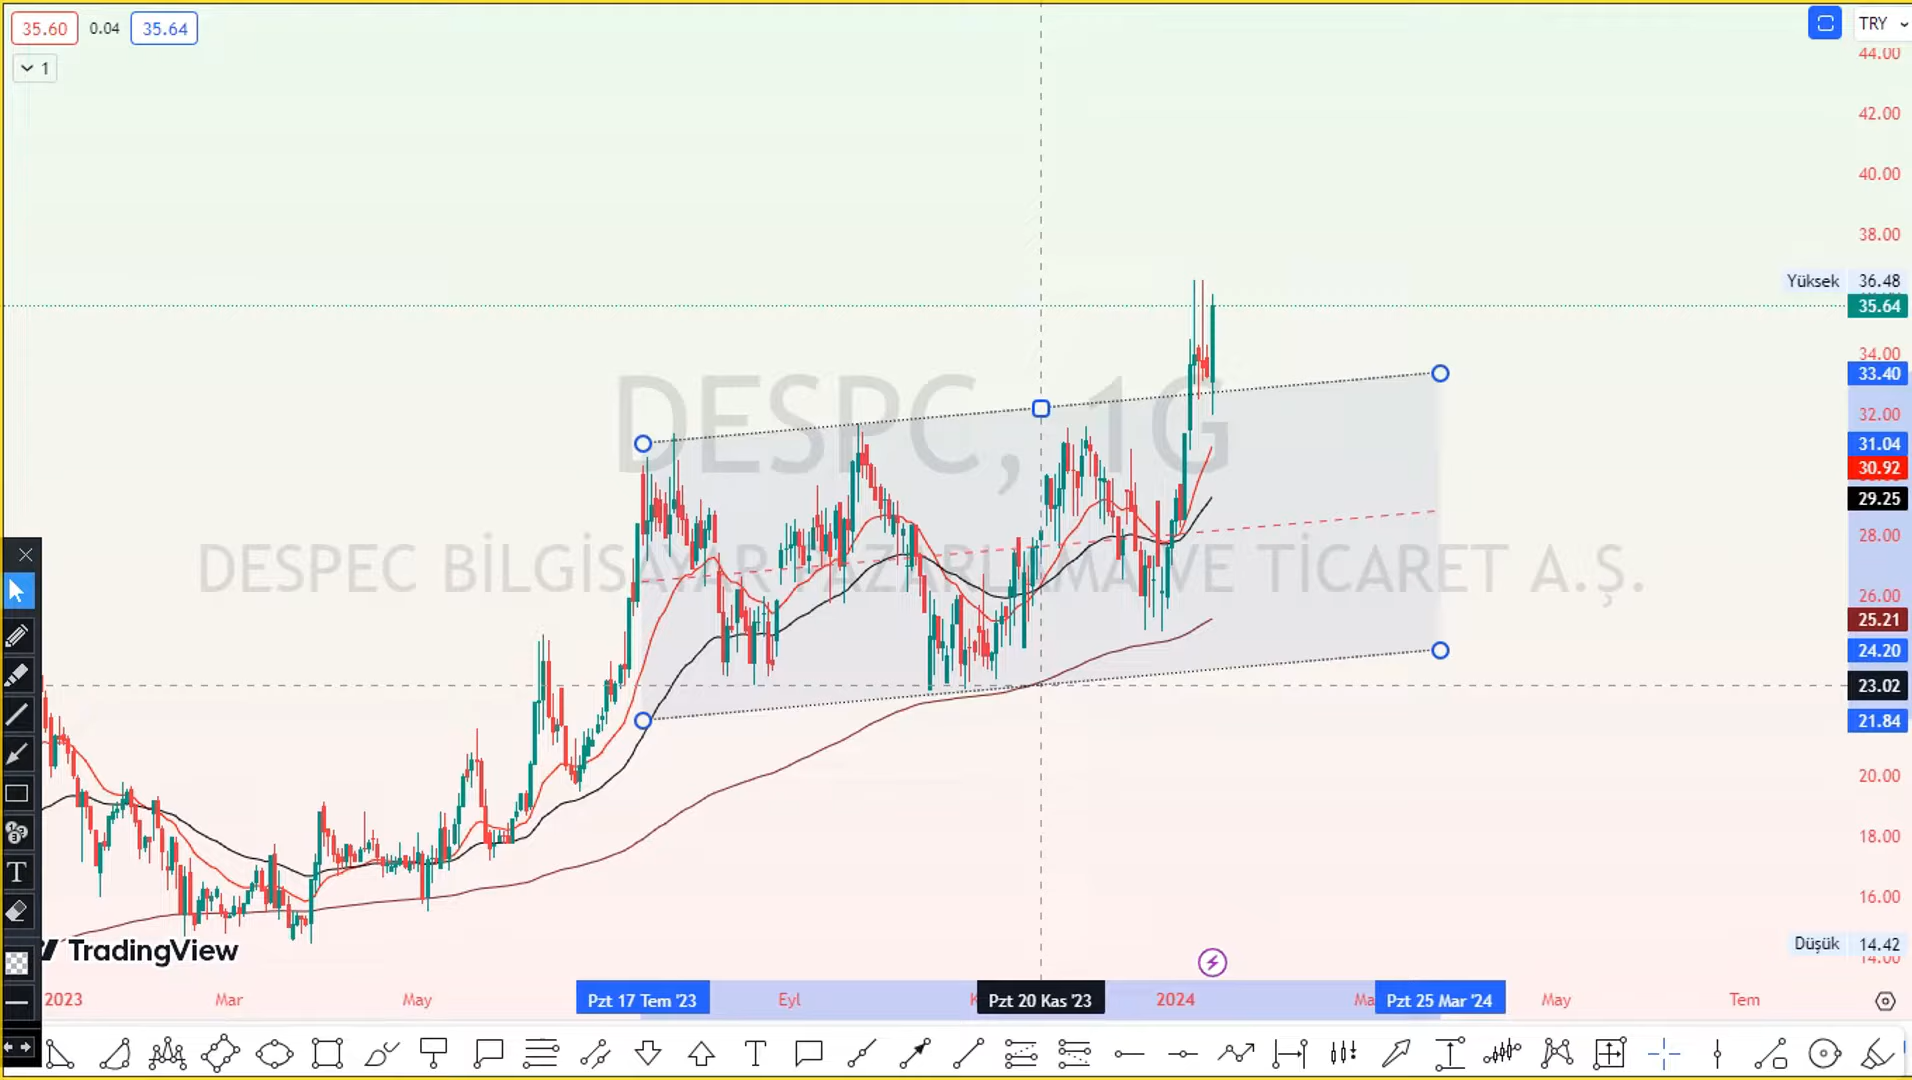 35.60 0.04 35.64
1
TRY
44.00
42.00
40.00
38.00
Yüksek 36.48
35.64
34.00
33.40
32.00
31.04
30.92
29.25
28.00
26.00
25.21
24.20
23.02
21.84
20.00
18.00
16.00
Düşük 14.42
14.00
DESPC, 1G
DESPEC BİLGİSAYAR PAZARLAMA VE TİCARET A.Ş.
TradingView
2023 Mar May Pzt 17 Tem '23 Eyl Pzt 20 Kas '23 2024 Pzt 25 Mar '24 May Tem